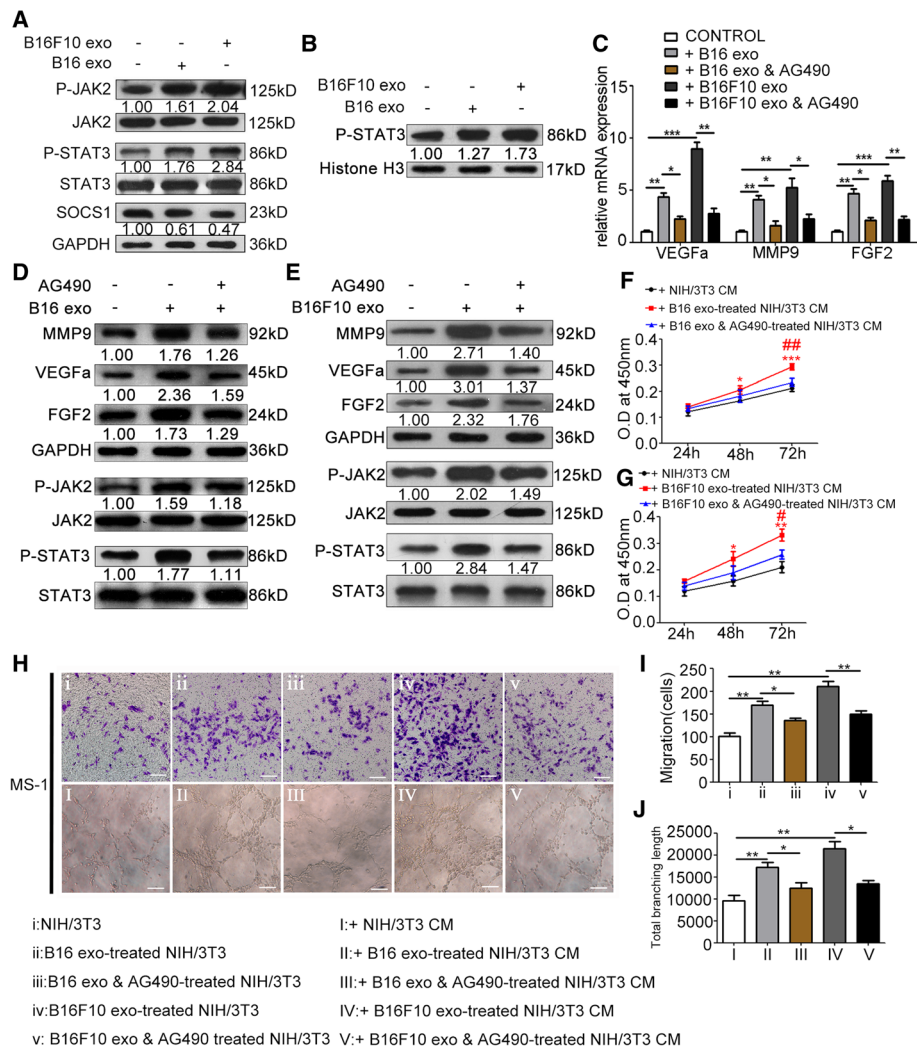 A
B16F10 exo - - +
B16 exo - + -
P-JAK2 125kD
1.00 1.61 2.04
JAK2 125kD
P-STAT3 86kD
1.00 1.76 2.84
STAT3 86kD
SOCS1 23kD
1.00 0.61 0.47
GAPDH 36kD
B
B16F10 exo - - +
B16 exo - + -
P-STAT3 86kD
1.00 1.27 1.73
Histone H3 17kD
C
CONTROL
+ B16 exo
+ B16 exo & AG490
+ B16F10 exo
+ B16F10 exo & AG490
relative mRNA expression
15
10
5
0
*** ** ** *
** * ** *
*** ** ** *
VEGFa MMP9 FGF2
D
AG490 - - +
B16 exo - + +
MMP9 92kD
1.00 1.76 1.26
VEGFa 45kD
1.00 2.36 1.59
FGF2 24kD
1.00 1.73 1.29
GAPDH 36kD
P-JAK2 125kD
1.00 1.59 1.18
JAK2 125kD
P-STAT3 86kD
1.00 1.77 1.11
STAT3 86kD
E
AG490 - - +
B16F10 exo - + +
MMP9 92kD
1.00 2.71 1.40
VEGFa 45kD
1.00 3.01 1.37
FGF2 24kD
1.00 2.32 1.76
GAPDH 36kD
P-JAK2 125kD
1.00 2.02 1.49
JAK2 125kD
P-STAT3 86kD
1.00 2.84 1.47
STAT3 86kD
F
+ NIH/3T3 CM
+ B16 exo-treated NIH/3T3 CM
+ B16 exo & AG490-treated NIH/3T3 CM
O.D at 450nm
0.4
0.3
0.2
0.1
0.0
*
##
***
24h 48h 72h
G
+ NIH/3T3 CM
+ B16F10 exo-treated NIH/3T3 CM
+ B16F10 exo & AG490-treated NIH/3T3 CM
O.D at 450nm
0.4
0.3
0.2
0.1
0.0
*
#
**
24h 48h 72h
H
MS-1
i ii iii iv v
I II III IV V
I
Migration(cells)
250
200
150
100
50
0
** **
** *
i ii iii iv v
J
Total branching length
25000
20000
15000
10000
5000
0
** *
** *
I II III IV V
i:NIH/3T3 I:+ NIH/3T3 CM
ii:B16 exo-treated NIH/3T3 II:+ B16 exo-treated NIH/3T3 CM
iii:B16 exo & AG490-treated NIH/3T3 III:+ B16 exo & AG490-treated NIH/3T3 CM
iv:B16F10 exo-treated NIH/3T3 IV:+ B16F10 exo-treated NIH/3T3 CM
v: B16F10 exo & AG490 treated NIH/3T3 V:+ B16F10 exo & AG490-treated NIH/3T3 CM